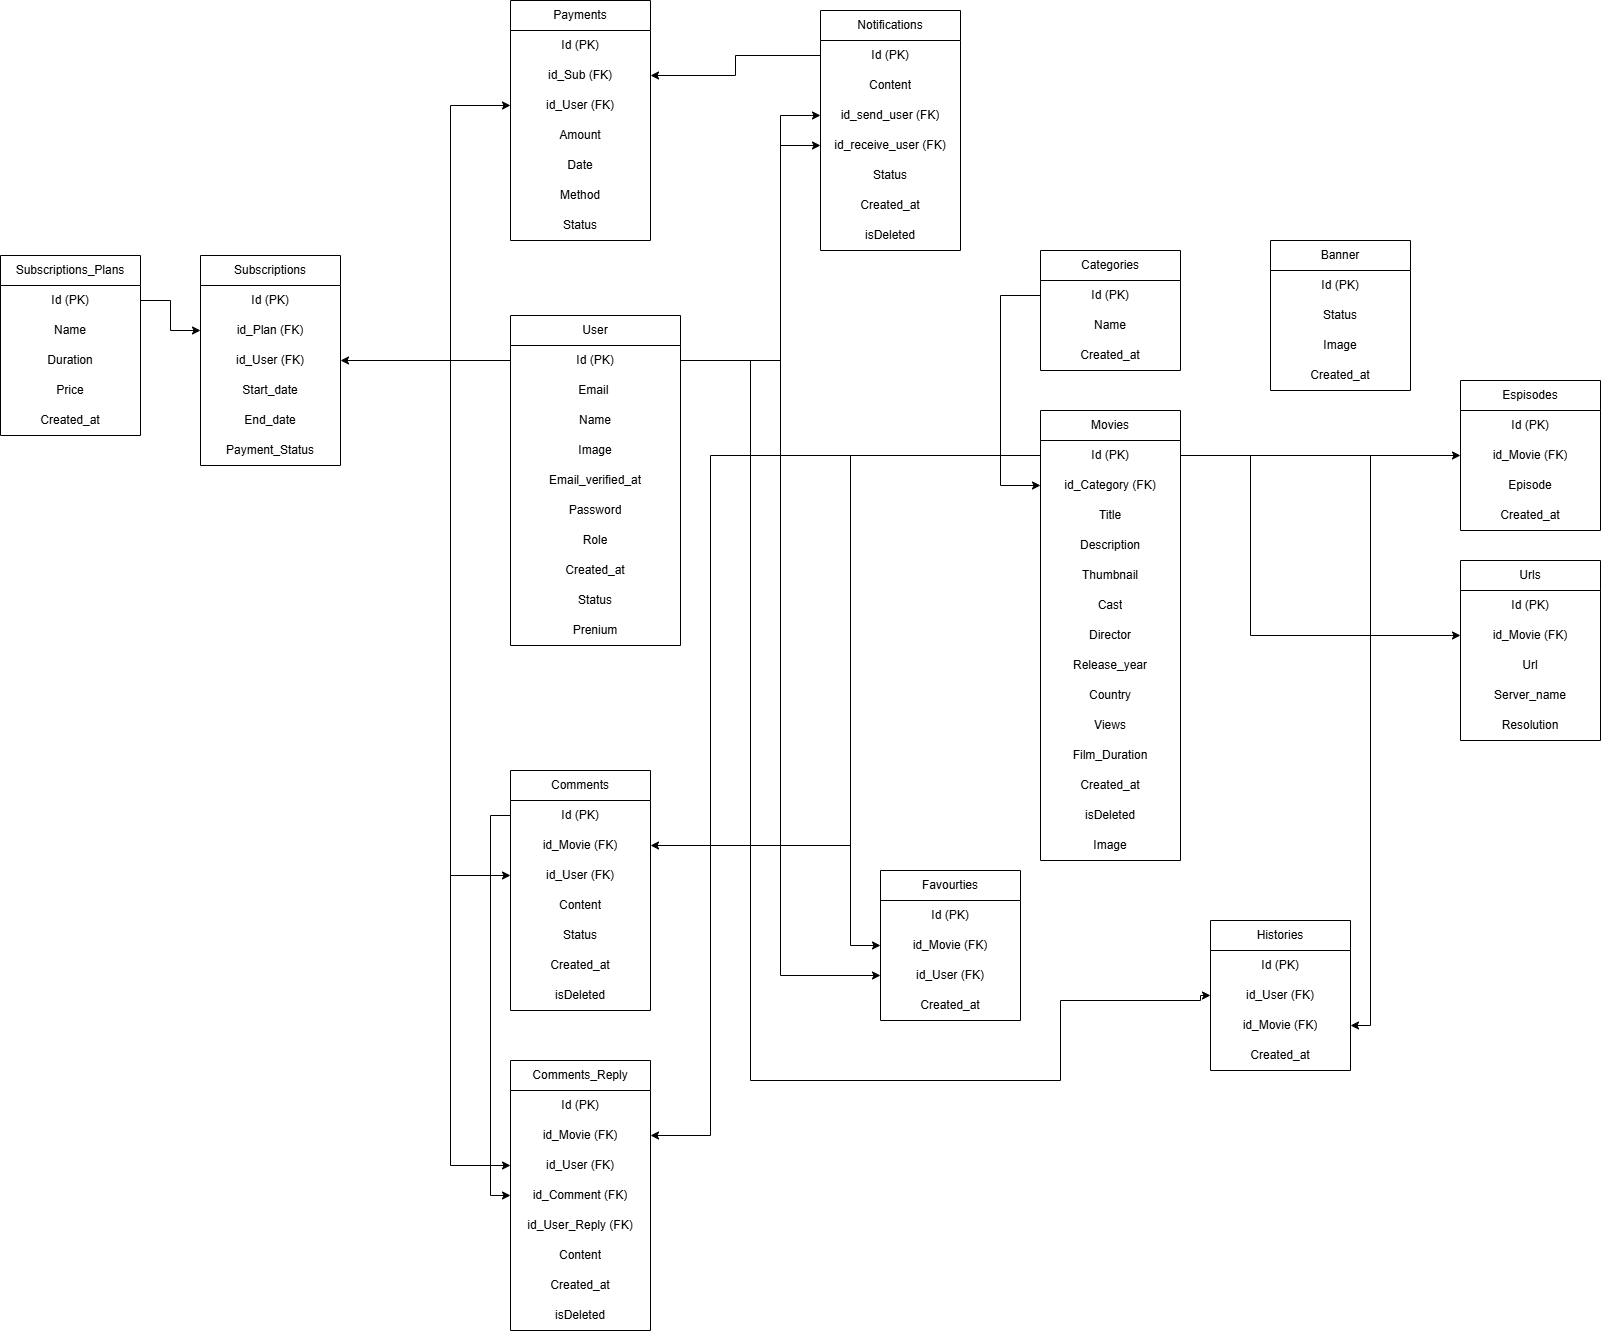 Payments
Id (PK)
id_Sub (FK)
id_User (FK)
Amount
Date
Method
Status
Notifications
Id (PK)
Content
id_send_user (FK)
id_receive_user (FK)
Status
Created_at
isDeleted
Subscriptions_Plans
Id (PK)
Name
Duration
Price
Created_at
Subscriptions
Id (PK)
id_Plan (FK)
id_User (FK)
Start_date
End_date
Payment_Status
User
Id (PK)
Email
Name
Image
Email_verified_at
Password
Role
Created_at
Status
Prenium
Categories
Id (PK)
Name
Created_at
Banner
Id (PK)
Status
Image
Created_at
Movies
Id (PK)
id_Category (FK)
Title
Description
Thumbnail
Cast
Director
Release_year
Country
Views
Film_Duration
Created_at
isDeleted
Image
Espisodes
Id (PK)
id_Movie (FK)
Episode
Created_at
Urls
Id (PK)
id_Movie (FK)
Url
Server_name
Resolution
Comments
Id (PK)
id_Movie (FK)
id_User (FK)
Content
Status
Created_at
isDeleted
Favourties
Id (PK)
id_Movie (FK)
id_User (FK)
Created_at
Histories
Id (PK)
id_User (FK)
id_Movie (FK)
Created_at
Comments_Reply
Id (PK)
id_Movie (FK)
id_User (FK)
id_Comment (FK)
id_User_Reply (FK)
Content
Created_at
isDeleted